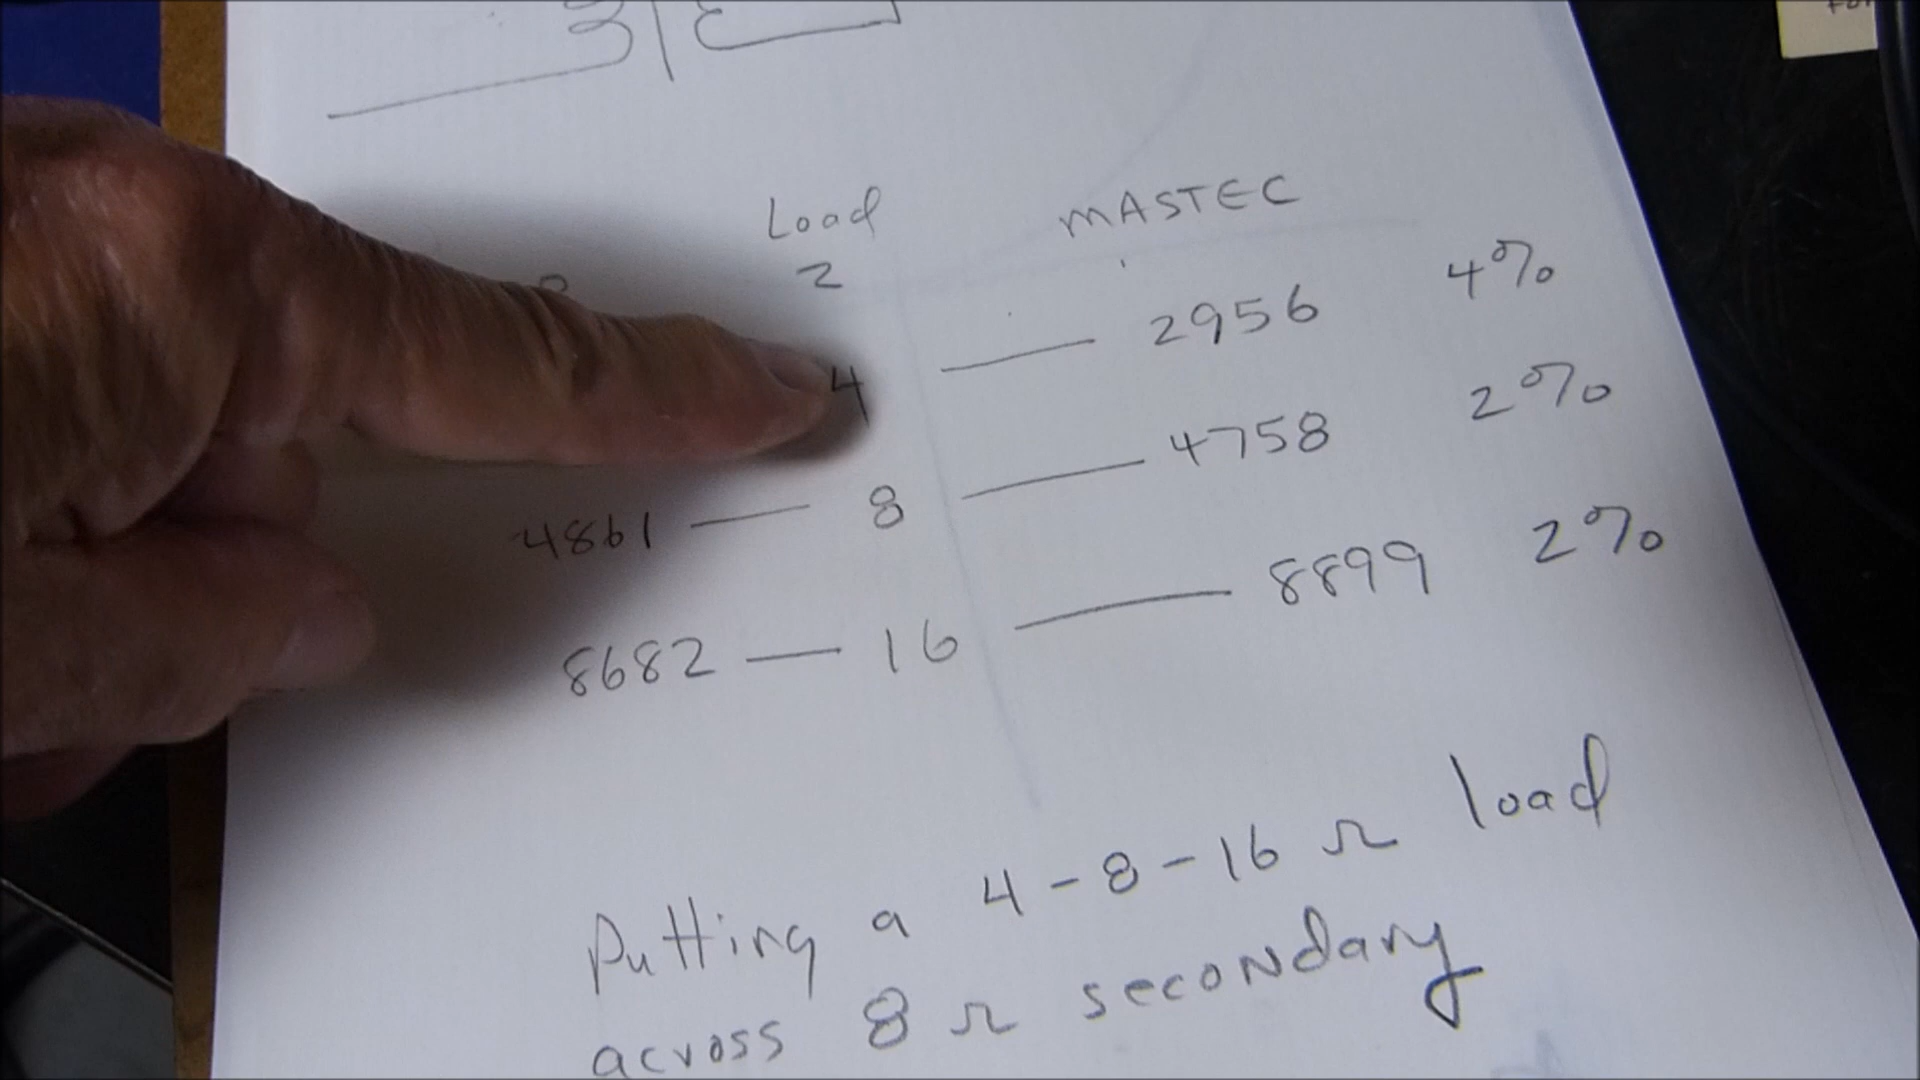 Load MASTEC
2
4 — 2956 4%
4861 — 8 — 4758 2%
8682 — 16 — 8899 2%
Putting a 4-8-16 Ω load
across 8 Ω secondary